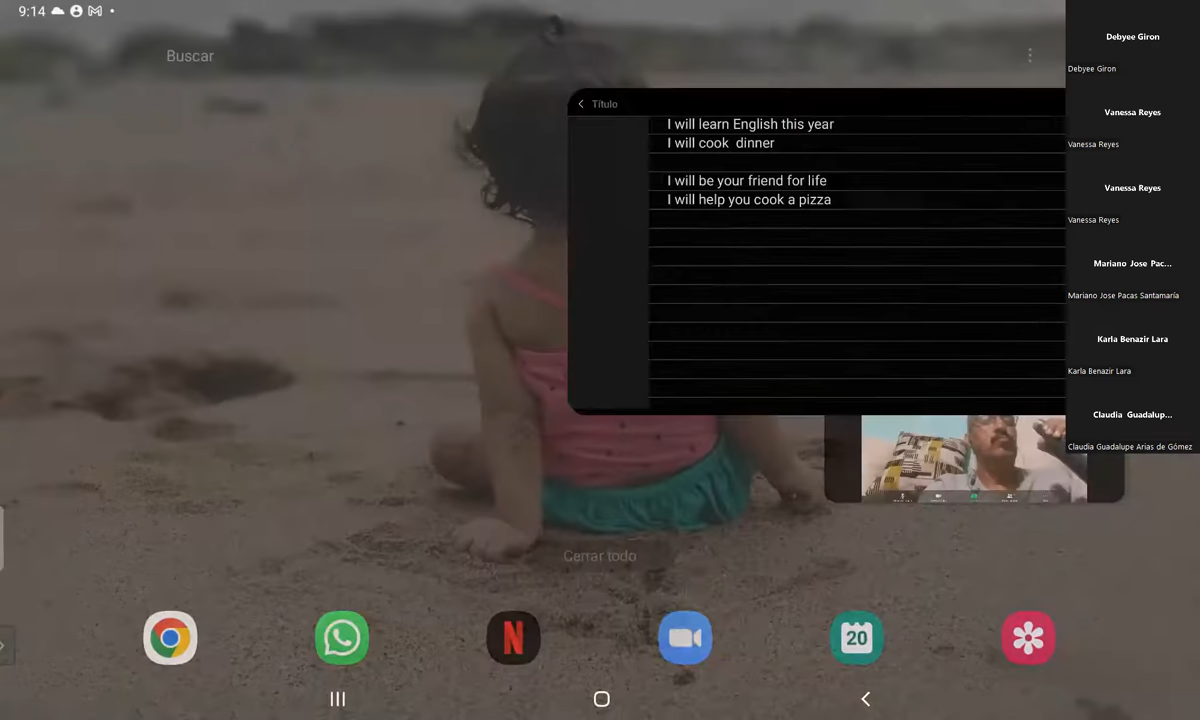 9:14
Buscar
Título
I will learn English this year
I will cook dinner
I will be your friend for life
I will help you cook a pizza
Cerrar todo
20
Debyee Giron
Debyee Giron
Vanessa Reyes
Vanessa Reyes
Vanessa Reyes
Vanessa Reyes
Mariano Jose Pac...
Mariano Jose Pacas Santamaría
Karla Benazir Lara
Karla Benazir Lara
Claudia Guadalup...
Claudia Guadalupe Arias de Gómez